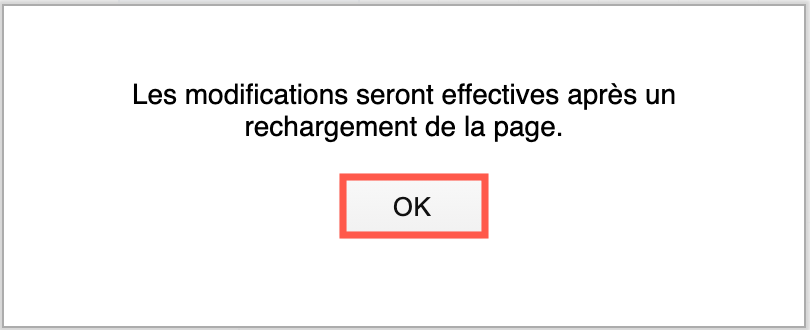 Les modifications seront effectives après un
rechargement de la page.
OK